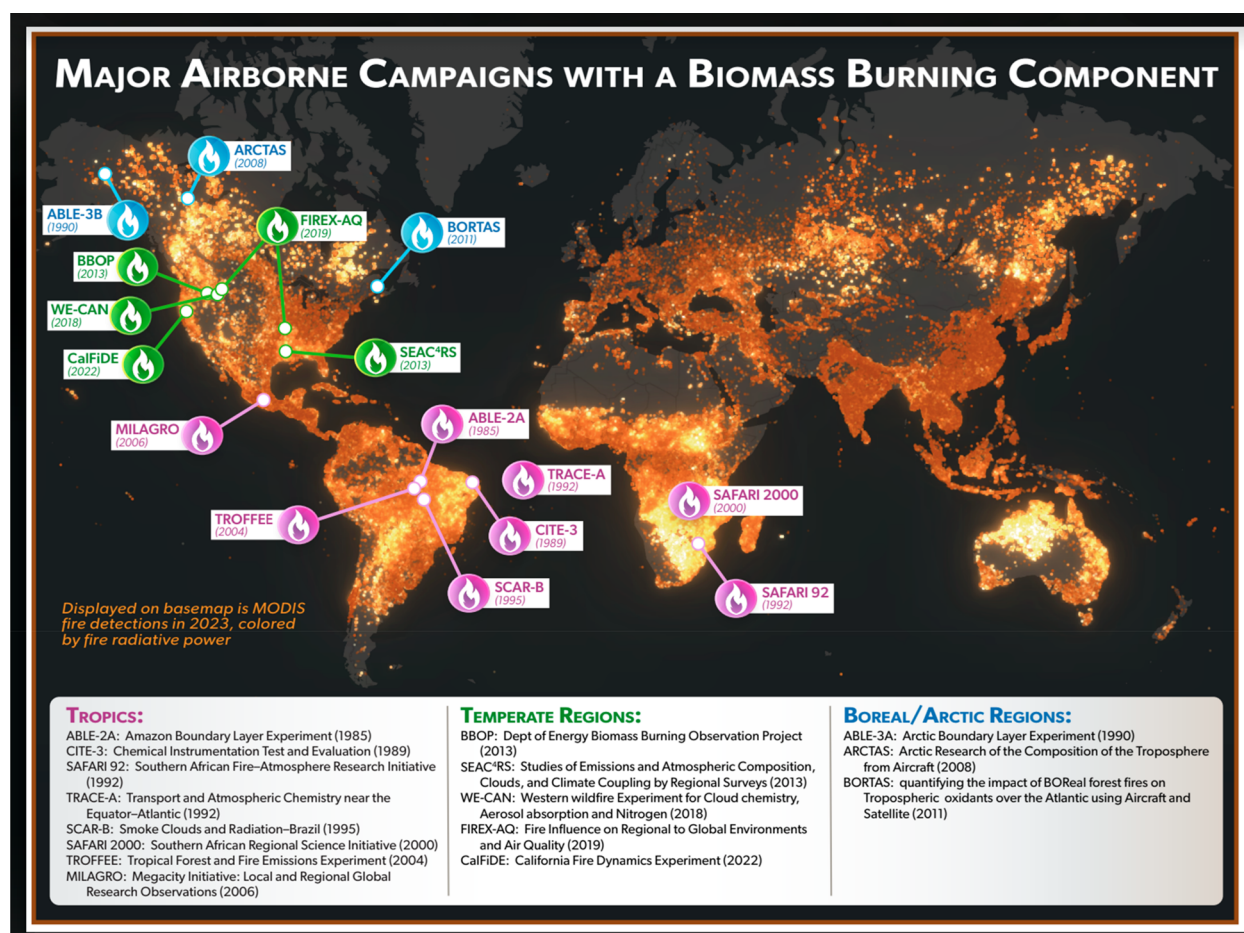 MAJOR AIRBORNE CAMPAIGNS WITH A BIOMASS BURNING COMPONENT
ARCTAS
(2008)
ABLE-3B
(1990)
FIREX-AQ
(2019)
BORTAS
(2011)
BBOP
(2013)
WE-CAN
(2018)
CalFiDE
(2022)
SEAC⁴RS
(2013)
MILAGRO
(2006)
ABLE-2A
(1985)
TRACE-A
(1992)
SAFARI 2000
(2000)
TROFFEE
(2004)
CITE-3
(1989)
SCAR-B
(1995)
SAFARI 92
(1992)
Displayed on basemap is MODIS
fire detections in 2023, colored
by fire radiative power
TROPICS:
ABLE-2A: Amazon Boundary Layer Experiment (1985)
CITE-3: Chemical Instrumentation Test and Evaluation (1989)
SAFARI 92: Southern African Fire–Atmosphere Research Initiative
(1992)
TRACE-A: Transport and Atmospheric Chemistry near the
Equator–Atlantic (1992)
SCAR-B: Smoke Clouds and Radiation–Brazil (1995)
SAFARI 2000: Southern African Regional Science Initiative (2000)
TROFFEE: Tropical Forest and Fire Emissions Experiment (2004)
MILAGRO: Megacity Initiative: Local and Regional Global
Research Observations (2006)
TEMPERATE REGIONS:
BBOP: Dept of Energy Biomass Burning Observation Project
(2013)
SEAC⁴RS: Studies of Emissions and Atmospheric Composition,
Clouds, and Climate Coupling by Regional Surveys (2013)
WE-CAN: Western wildfire Experiment for Cloud chemistry,
Aerosol absorption and Nitrogen (2018)
FIREX-AQ: Fire Influence on Regional to Global Environments
and Air Quality (2019)
CalFiDE: California Fire Dynamics Experiment (2022)
BOREAL/ARCTIC REGIONS:
ABLE-3A: Arctic Boundary Layer Experiment (1990)
ARCTAS: Arctic Research of the Composition of the Troposphere
from Aircraft (2008)
BORTAS: quantifying the impact of BOReal forest fires on
Tropospheric oxidants over the Atlantic using Aircraft and
Satellite (2011)